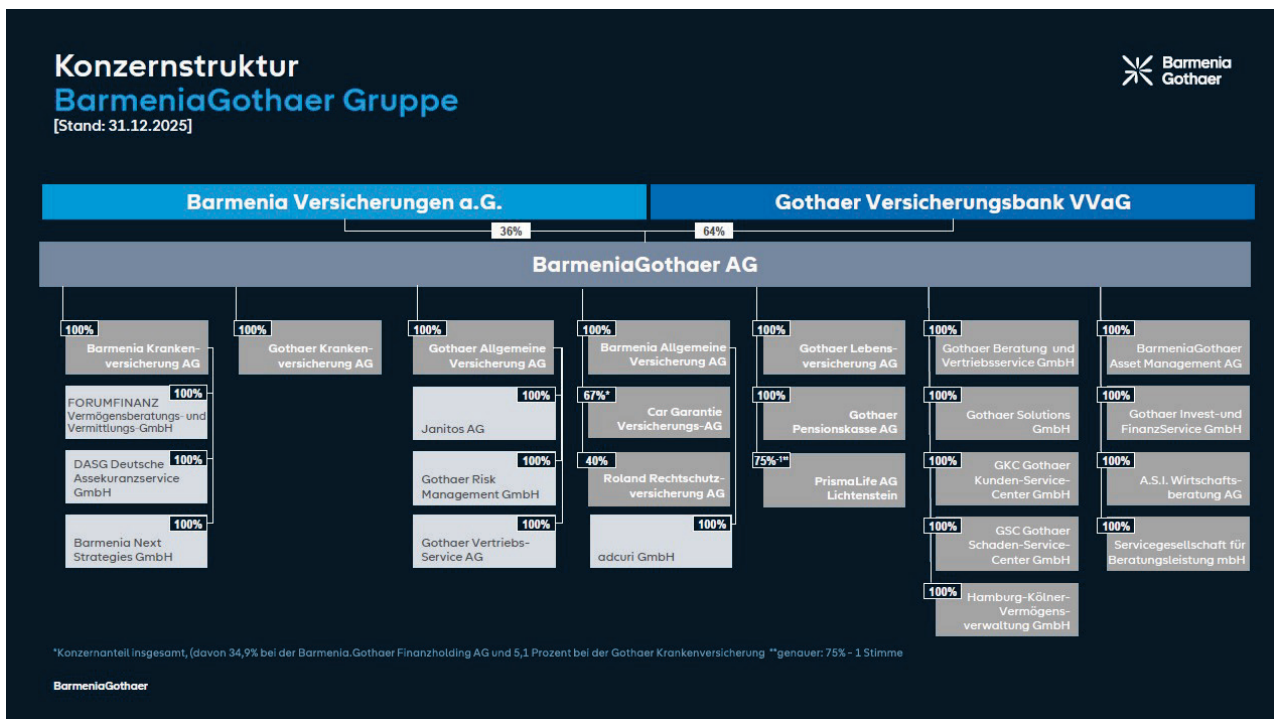 Konzernstruktur
BarmeniaGothaer Gruppe
[Stand: 31.12.2025]
Barmenia
Gothaer
Barmenia Versicherungen a.G.
Gothaer Versicherungsbank VVaG
36%
64%
BarmeniaGothaer AG
100%
Barmenia Kranken-
versicherung AG
100%
FORUMFINANZ
Vermögensberatungs- und
Vermittlungs-GmbH
100%
DASG Deutsche
Assekuranzservice
GmbH
100%
Barmenia Next
Strategies GmbH
100%
Gothaer Kranken-
versicherung AG
100%
Gothaer Allgemeine
Versicherung AG
100%
Janitos AG
100%
Gothaer Risk
Management GmbH
100%
Gothaer Vertriebs-
Service AG
100%
Barmenia Allgemeine
Versicherung AG
67%*
Car Garantie
Versicherungs-AG
40%
Roland Rechtschutz-
versicherung AG
100%
adcuri GmbH
100%
Gothaer Lebens-
versicherung AG
100%
Gothaer
Pensionskasse AG
75%-1**
PrismaLife AG
Lichtenstein
100%
Gothaer Beratung und
Vertriebsservice GmbH
100%
Gothaer Solutions
GmbH
100%
GKC Gothaer
Kunden-Service-
Center GmbH
100%
GSC Gothaer
Schaden-Service-
Center GmbH
100%
Hamburg-Kölner-
Vermögens-
verwaltung GmbH
100%
BarmeniaGothaer
Asset Management AG
100%
Gothaer Invest-und
FinanzService GmbH
100%
A.S.I. Wirtschafts-
beratung AG
100%
Servicegesellschaft für
Beratungsleistung mbH
*Konzernanteil insgesamt, (davon 34,9% bei der Barmenia.Gothaer Finanzholding AG und 5,1 Prozent bei der Gothaer Krankenversicherung **genauer: 75% - 1 Stimme
BarmeniaGothaer